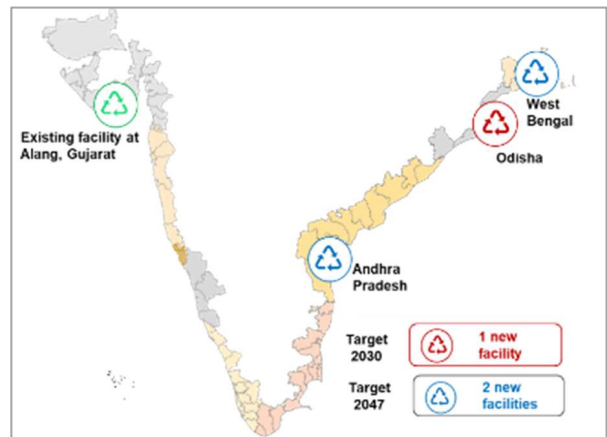 West
Bengal
Existing facility at
Alang, Gujarat
Odisha
Andhra
Pradesh
Target
2030
1 new
facility
Target
2047
2 new
facilities